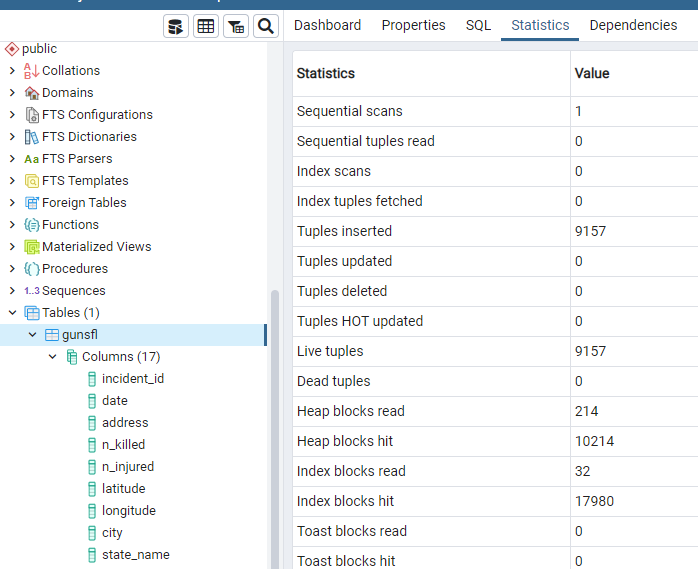 Dashboard Properties SQL Statistics Dependencies
public
Collations
Domains
FTS Configurations
FTS Dictionaries
Aa FTS Parsers
FTS Templates
Foreign Tables
Functions
Materialized Views
Procedures
1..3 Sequences
Tables (1)
gunsfl
Columns (17)
incident_id
date
address
n_killed
n_injured
latitude
longitude
city
state_name
Statistics Value
Sequential scans 1
Sequential tuples read 0
Index scans 0
Index tuples fetched 0
Tuples inserted 9157
Tuples updated 0
Tuples deleted 0
Tuples HOT updated 0
Live tuples 9157
Dead tuples 0
Heap blocks read 214
Heap blocks hit 10214
Index blocks read 32
Index blocks hit 17980
Toast blocks read 0
Toast blocks hit 0